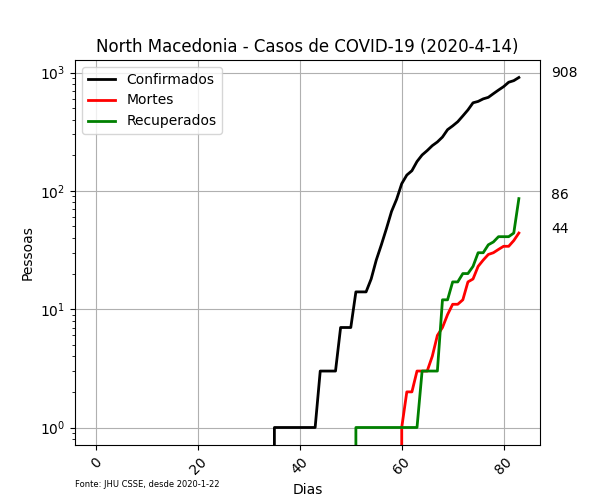 North Macedonia - Casos de COVID-19 (2020-4-14)
Confirmados
Mortes
Recuperados
10³
10²
10¹
10⁰
908
86
44
Pessoas
0
20
40
60
80
Dias
Fonte: JHU CSSE, desde 2020-1-22